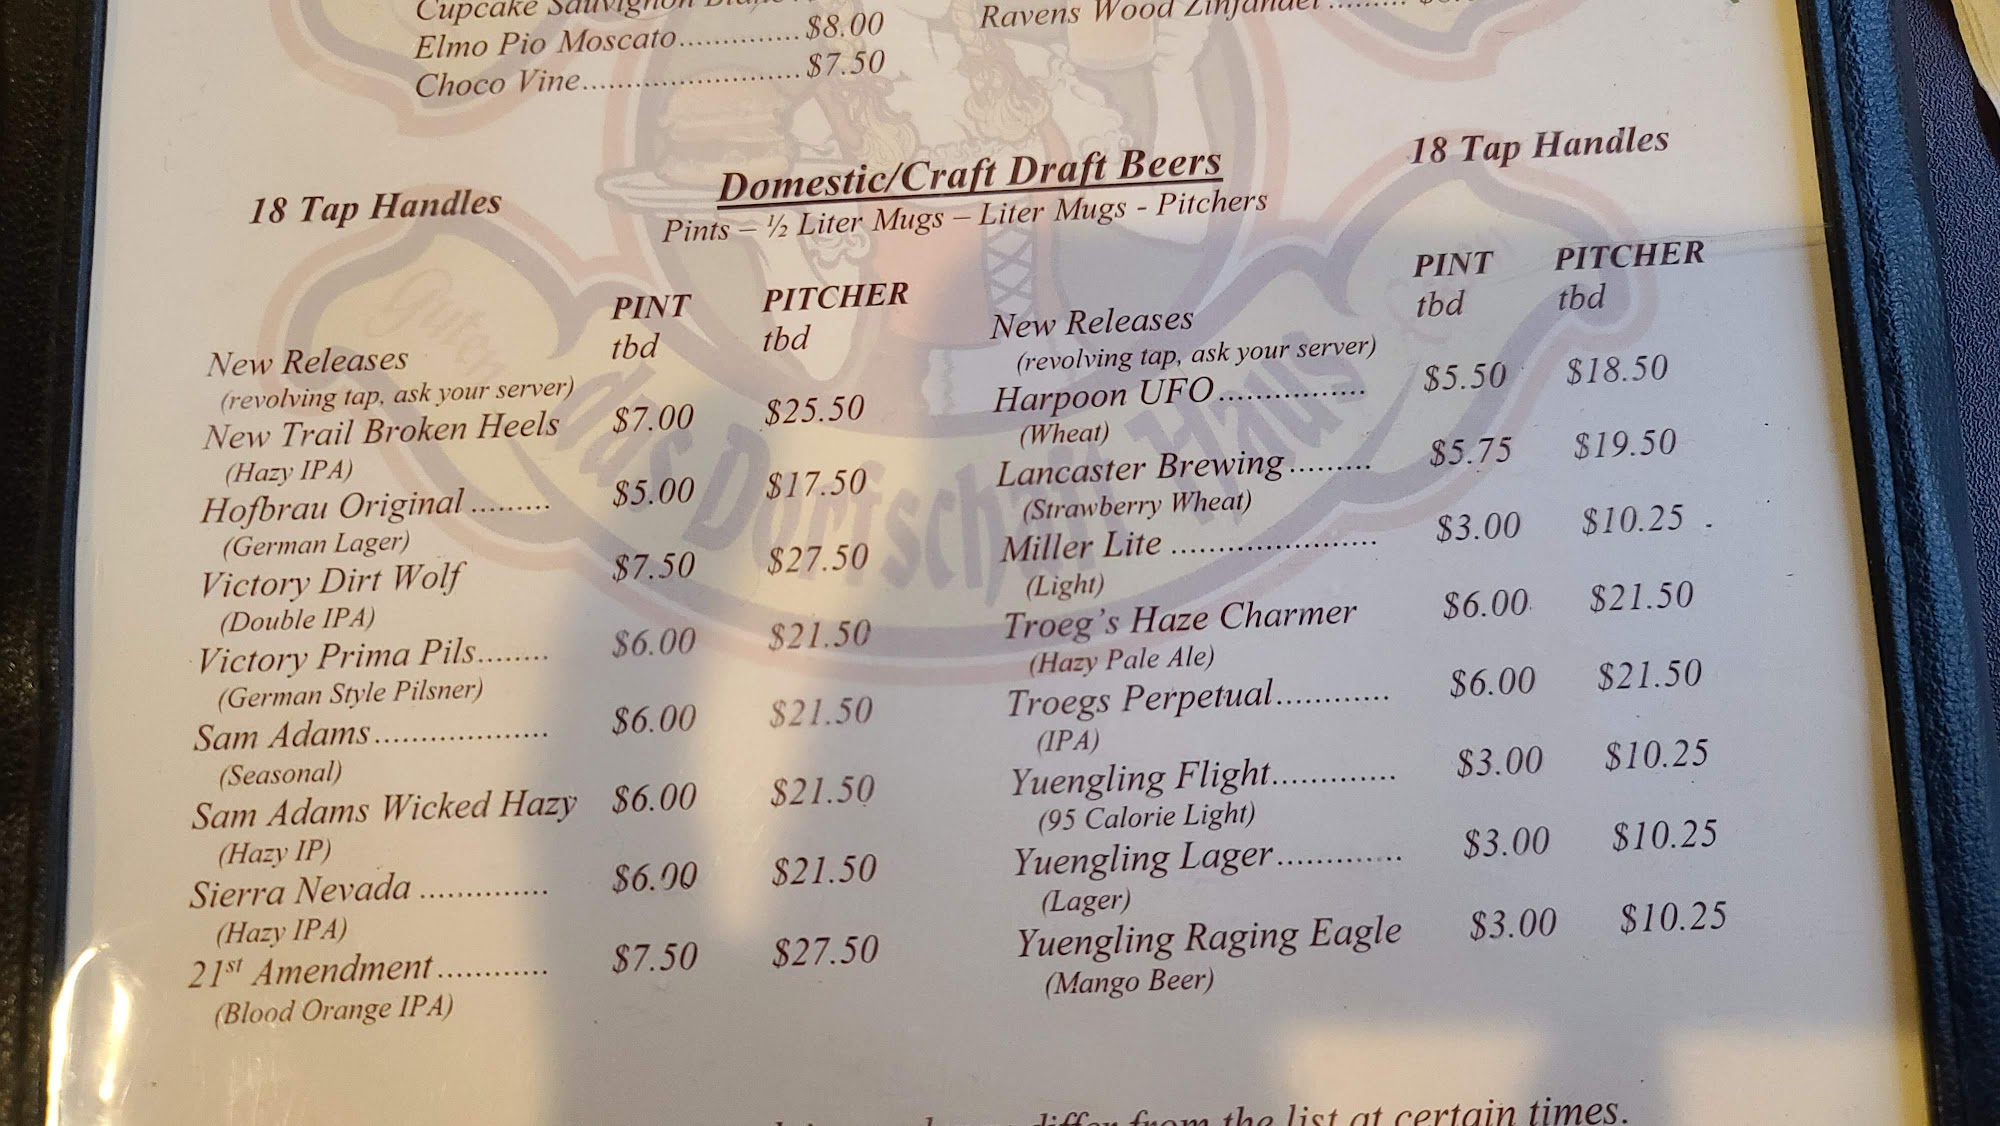 Cupcake Sauvignon
Elmo Pio Moscato.............. $8.00
Choco Vine.......................... $7.50
Ravens Wood Zinfandel .........
18 Tap Handles
Domestic/Craft Draft Beers
18 Tap Handles
Pints – ½ Liter Mugs – Liter Mugs - Pitchers
Guten
das Dorfschaft Haus
PINT PITCHER
New Releases tbd tbd
(revolving tap, ask your server)
New Trail Broken Heels $7.00 $25.50
(Hazy IPA)
Hofbrau Original ......... $5.00 $17.50
(German Lager)
Victory Dirt Wolf $7.50 $27.50
(Double IPA)
Victory Prima Pils........ $6.00 $21.50
(German Style Pilsner)
Sam Adams.................... $6.00 $21.50
(Seasonal)
Sam Adams Wicked Hazy $6.00 $21.50
(Hazy IP)
Sierra Nevada .............. $6.00 $21.50
(Hazy IPA)
21st Amendment............ $7.50 $27.50
(Blood Orange IPA)
PINT PITCHER
New Releases tbd tbd
(revolving tap, ask your server)
Harpoon UFO................ $5.50 $18.50
(Wheat)
Lancaster Brewing......... $5.75 $19.50
(Strawberry Wheat)
Miller Lite ....................... $3.00 $10.25
(Light)
Troeg's Haze Charmer $6.00 $21.50
(Hazy Pale Ale)
Troegs Perpetual............. $6.00 $21.50
(IPA)
Yuengling Flight.............. $3.00 $10.25
(95 Calorie Light)
Yuengling Lager.............. $3.00 $10.25
(Lager)
Yuengling Raging Eagle $3.00 $10.25
(Mango Beer)
differ from the list at certain times.